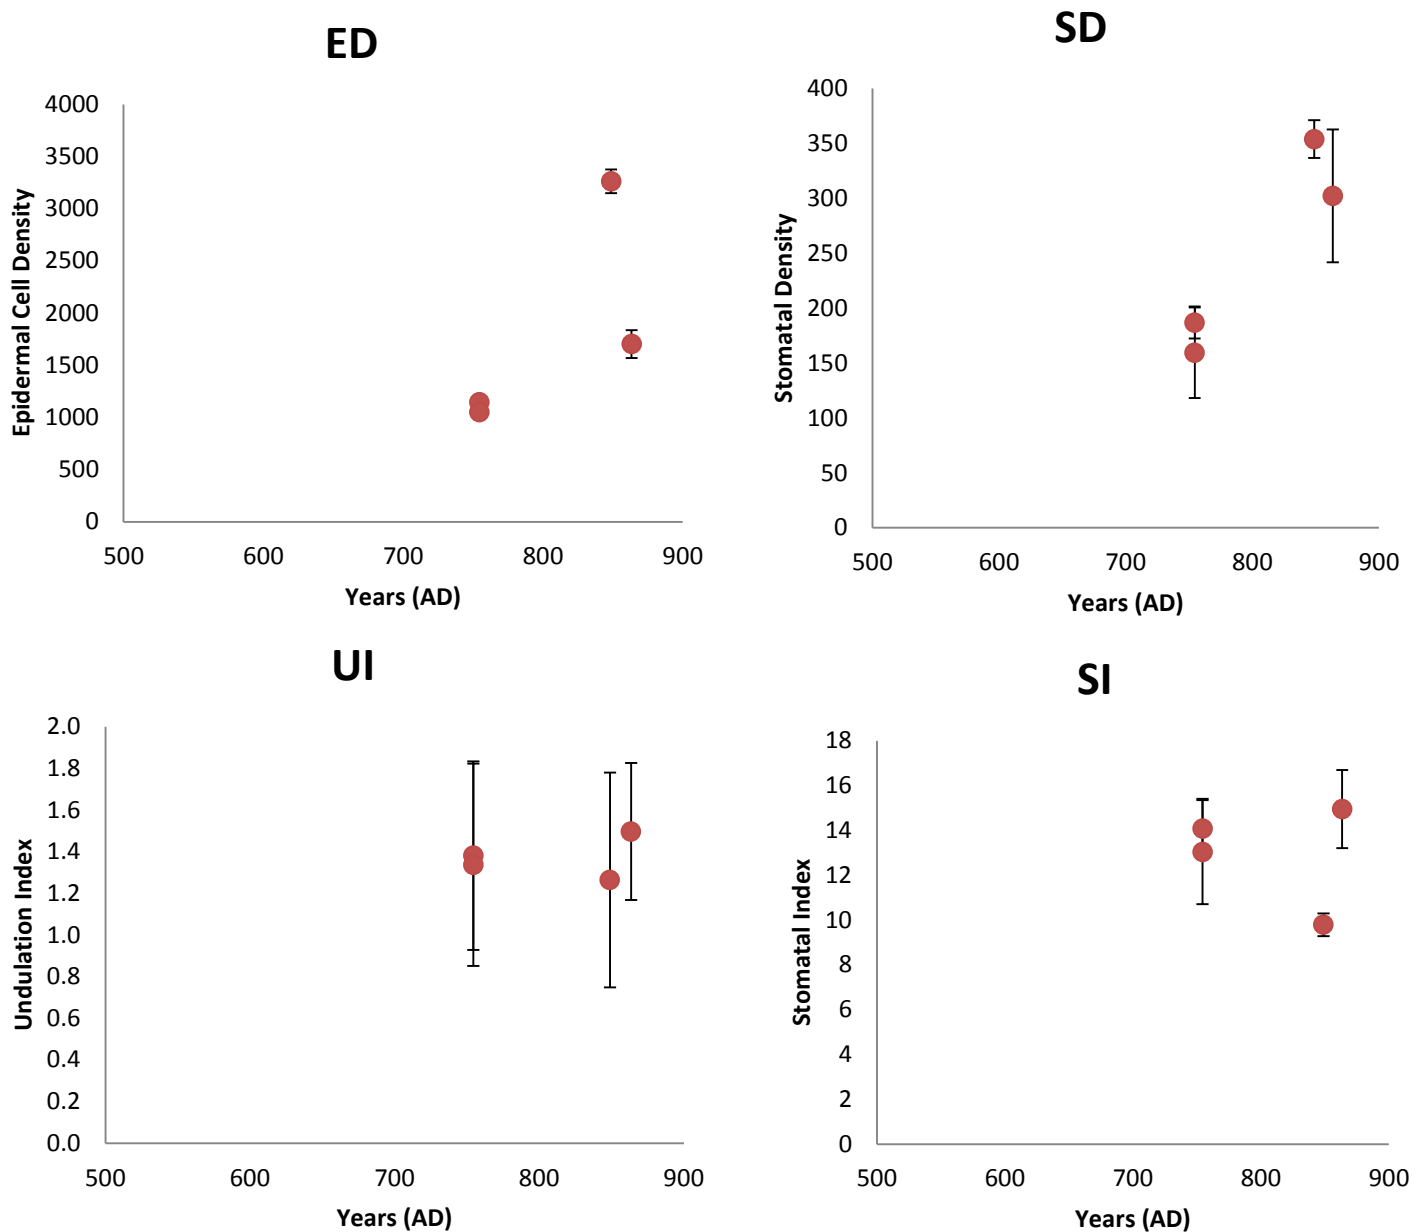 ED
4000
3500
3000
2500
2000
1500
1000
500
0
Epidermal Cell Density
500 600 700 800 900
Years (AD)
SD
400
350
300
250
200
150
100
50
0
Stomatal Density
500 600 700 800 900
Years (AD)
UI
2.0
1.8
1.6
1.4
1.2
1.0
0.8
0.6
0.4
0.2
0.0
Undulation Index
500 600 700 800 900
Years (AD)
SI
18
16
14
12
10
8
6
4
2
0
Stomatal Index
500 600 700 800 900
Years (AD)